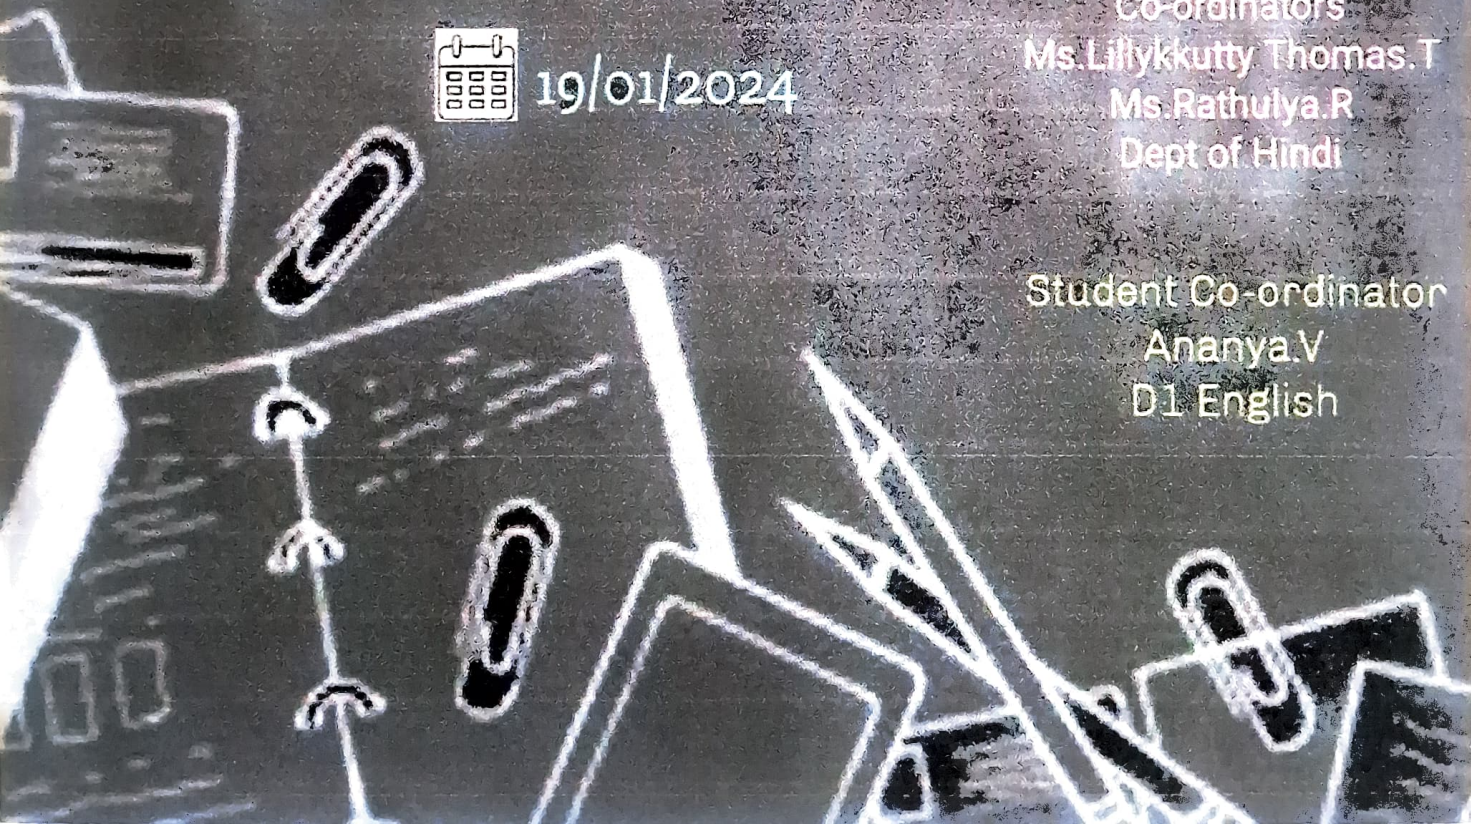 19/01/2024
Co-ordinators
Ms.Lillykkutty Thomas.T
Ms.Rathulya.R
Dept of Hindi
Student Co-ordinator
Ananya.V
D1 English